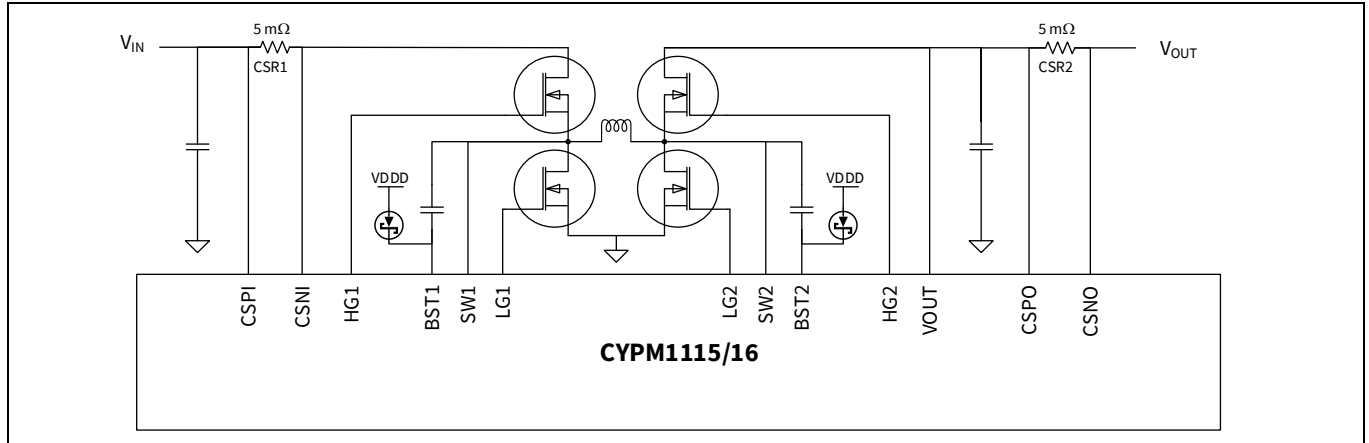 5 mΩ
5 mΩ
VIN
VOUT
CSR1
CSR2
VDDD
VDDD
CSPI
CSNI
HG1
BST1
SW1
LG1
LG2
SW2
BST2
HG2
VOUT
CSPO
CSNO
CYPM1115/16